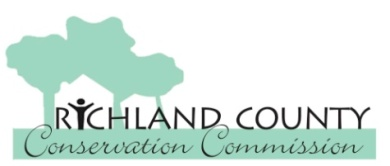 RICHLAND COUNTY
Conservation Commission